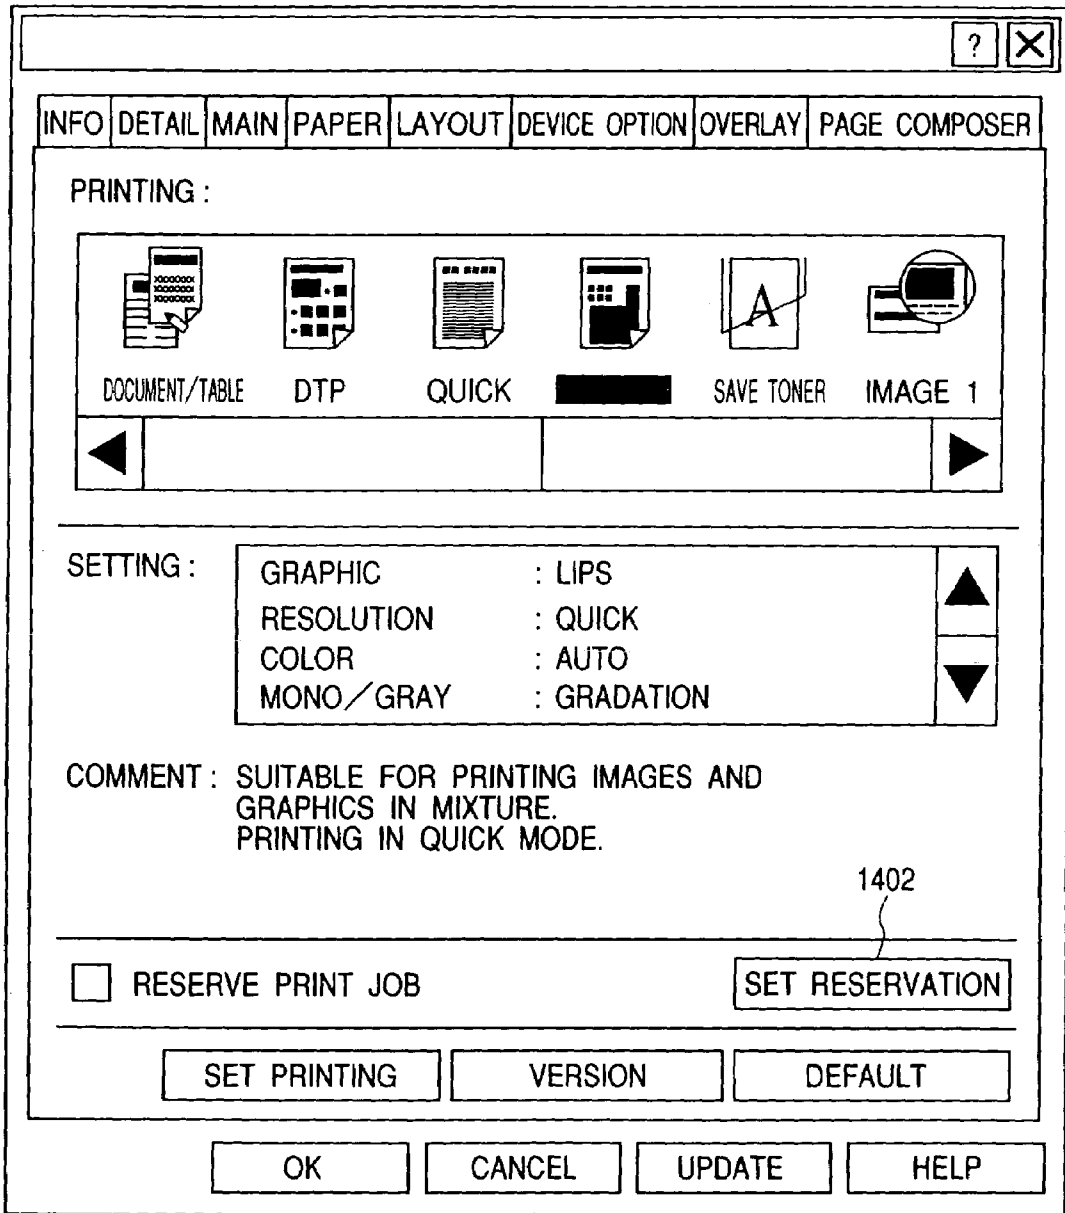 ?
INFO DETAIL MAIN PAPER LAYOUT DEVICE OPTION OVERLAY PAGE COMPOSER
PRINTING :
A
DOCUMENT/TABLE DTP QUICK SAVE TONER IMAGE 1
SETTING : GRAPHIC : LIPS
RESOLUTION : QUICK
COLOR : AUTO
MONO/GRAY : GRADATION
COMMENT : SUITABLE FOR PRINTING IMAGES AND
GRAPHICS IN MIXTURE.
PRINTING IN QUICK MODE.
1402
RESERVE PRINT JOB SET RESERVATION
SET PRINTING VERSION DEFAULT
OK CANCEL UPDATE HELP